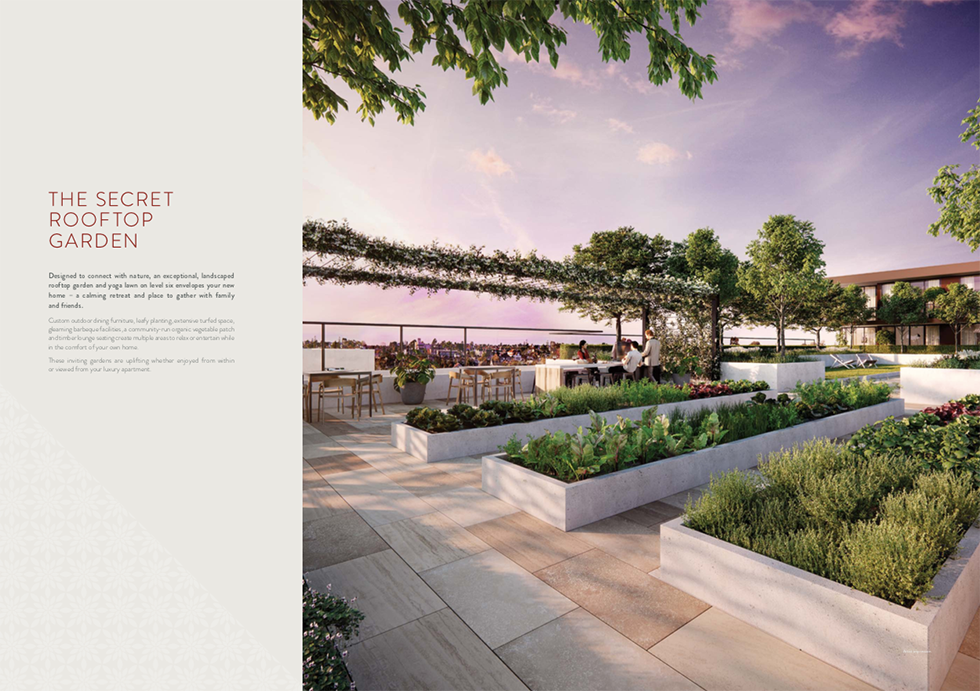 THE SECRET
ROOFTOP
GARDEN
Designed to connect with nature, an exceptional, landscaped
rooftop garden and yoga lawn on level six envelopes your new
home – a calming retreat and place to gather with family
and friends.
Custom outdoor dining furniture, leafy planting, extensive turfed space,
gleaming barbeque facilities, a community-run organic vegetable patch
and timber lounge seating create multiple areas to relax or entertain while
in the comfort of your own home.
These inviting gardens are uplifting whether enjoyed from within
or viewed from your luxury apartment.